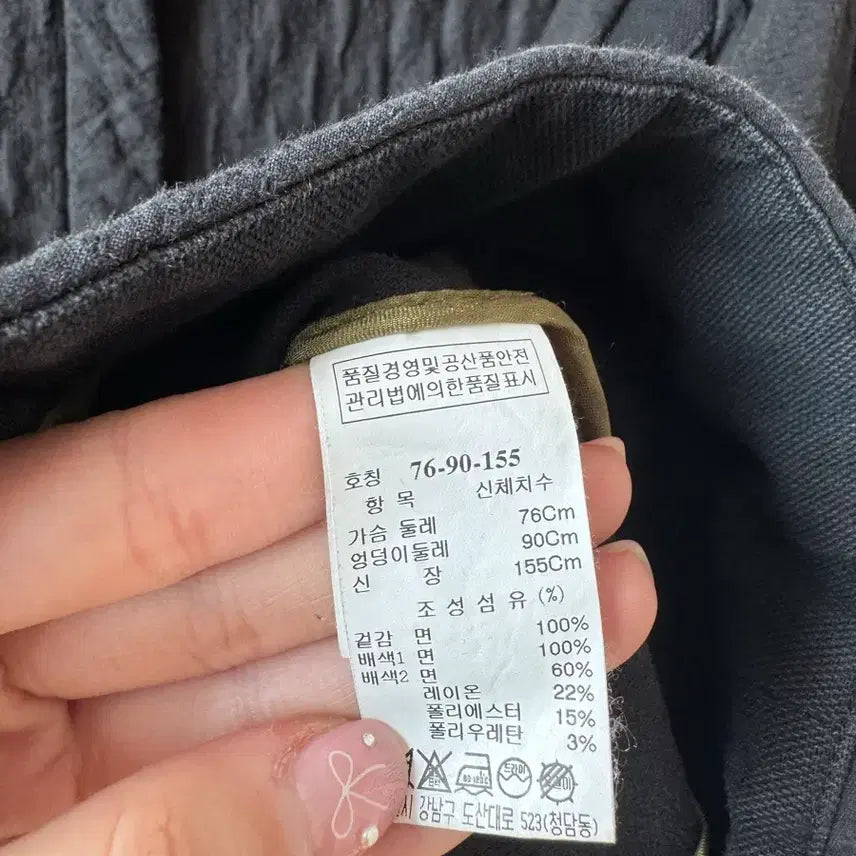 품질경영및공산품안전
관리법에의한품질표시
호칭 76-90-155
항 목 신체치수
가슴 둘레 76Cm
엉덩이둘레 90Cm
신 장 155Cm
조 성 섬 유 (%)
겉감 면 100%
배색1 면 100%
배색2 면 60%
레이온 22%
폴리에스터 15%
폴리우레탄 3%
드라이
강남구 도산대로 523(청담동)